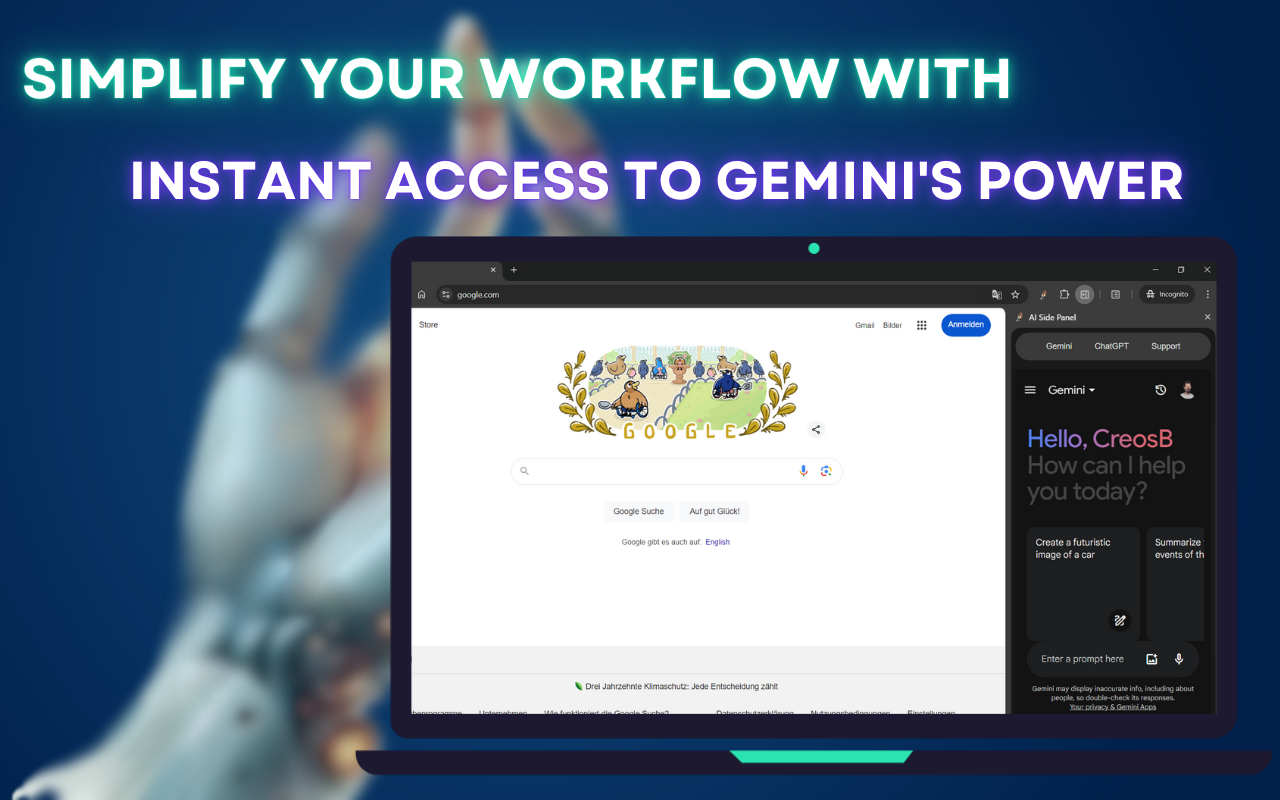 SIMPLIFY YOUR WORKFLOW WITH
INSTANT ACCESS TO GEMINI'S POWER
google.com
Incognito
AI Side Panel
Store
Gmail Bilder
Anmelden
Gemini ChatGPT Support
Gemini
GOOGLE
Hello, CreosB
How can I help
you today?
Google Suche Auf gut Glück!
Google gibt es auch auf: English
Create a futuristic
image of a car
Summarize
events of th
Enter a prompt here
Drei Jahrzehnte Klimaschutz: Jede Entscheidung zählt
Gemini may display inaccurate info, including about
people, so double-check its responses.
Your privacy & Gemini Apps
Unternehmen Wie funktioniert die Google Suche? Datenschutzerklärung Nutzungsbedingungen Einstellungen